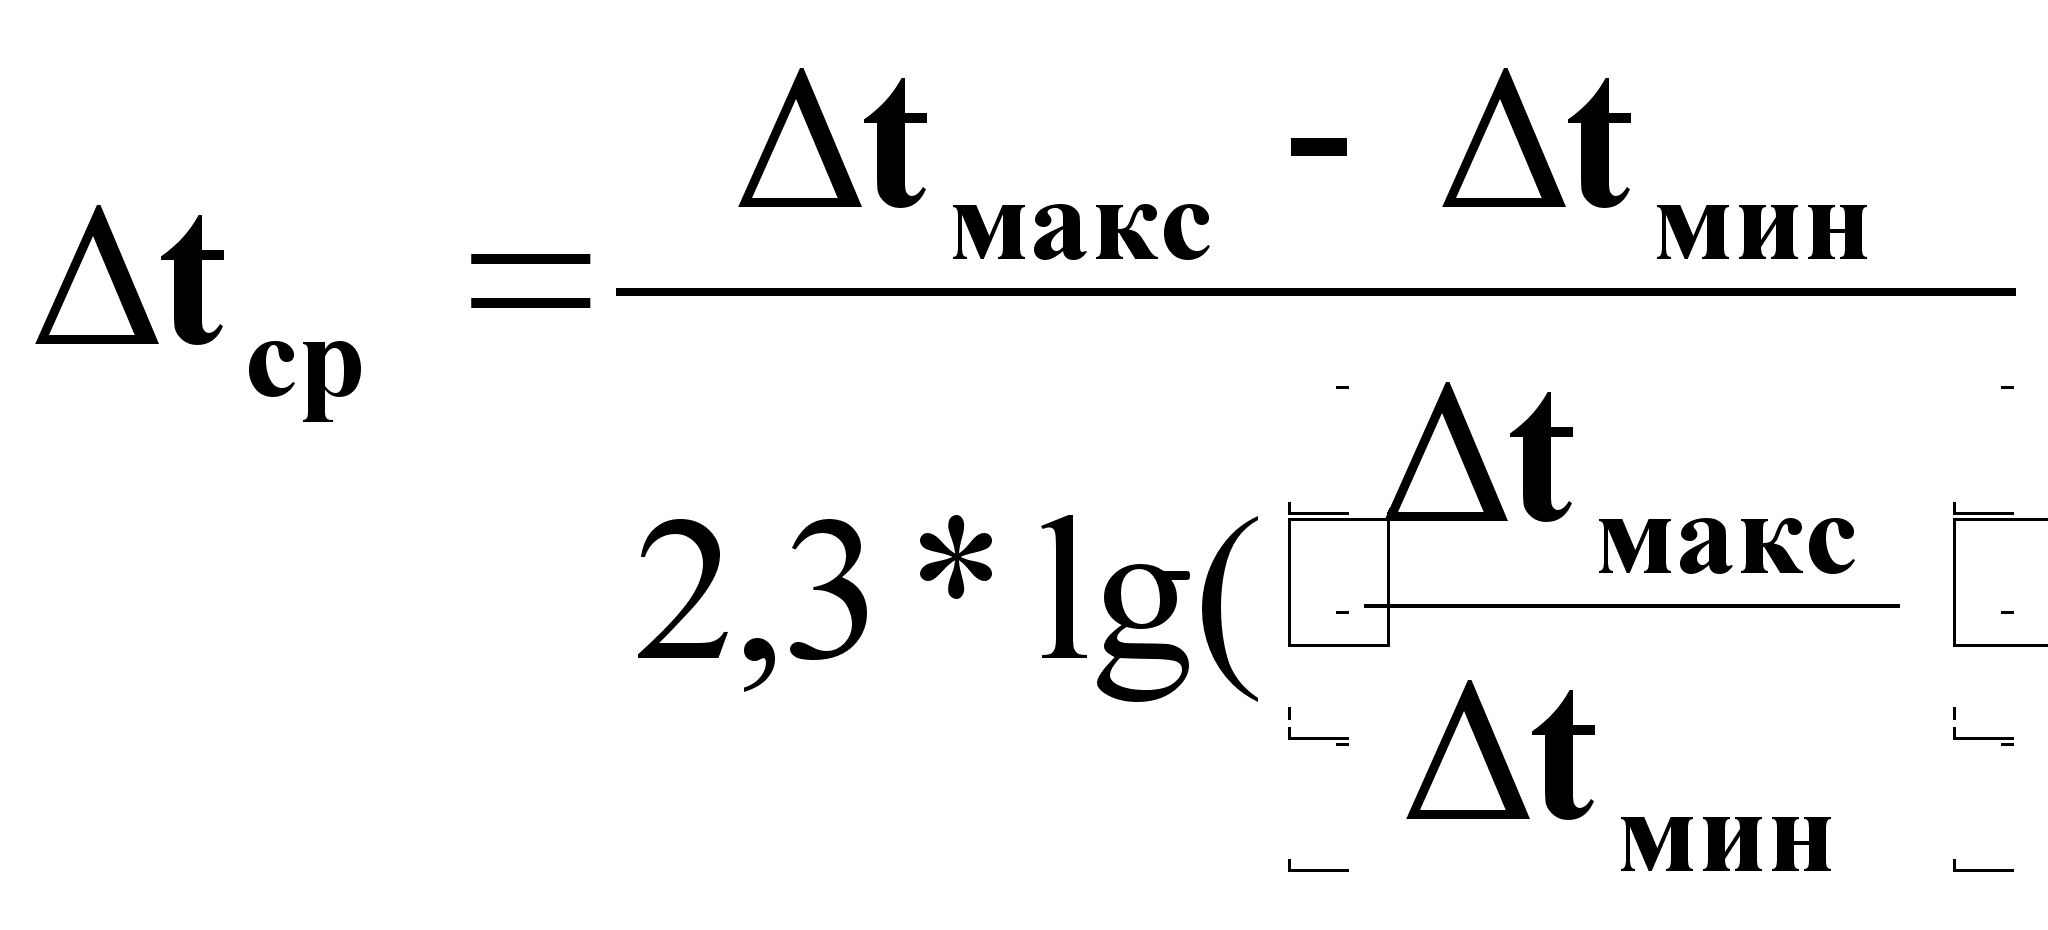 Δt макс - Δt мин
Δt ср =
2,3 * lg( Δt макс
Δt мин